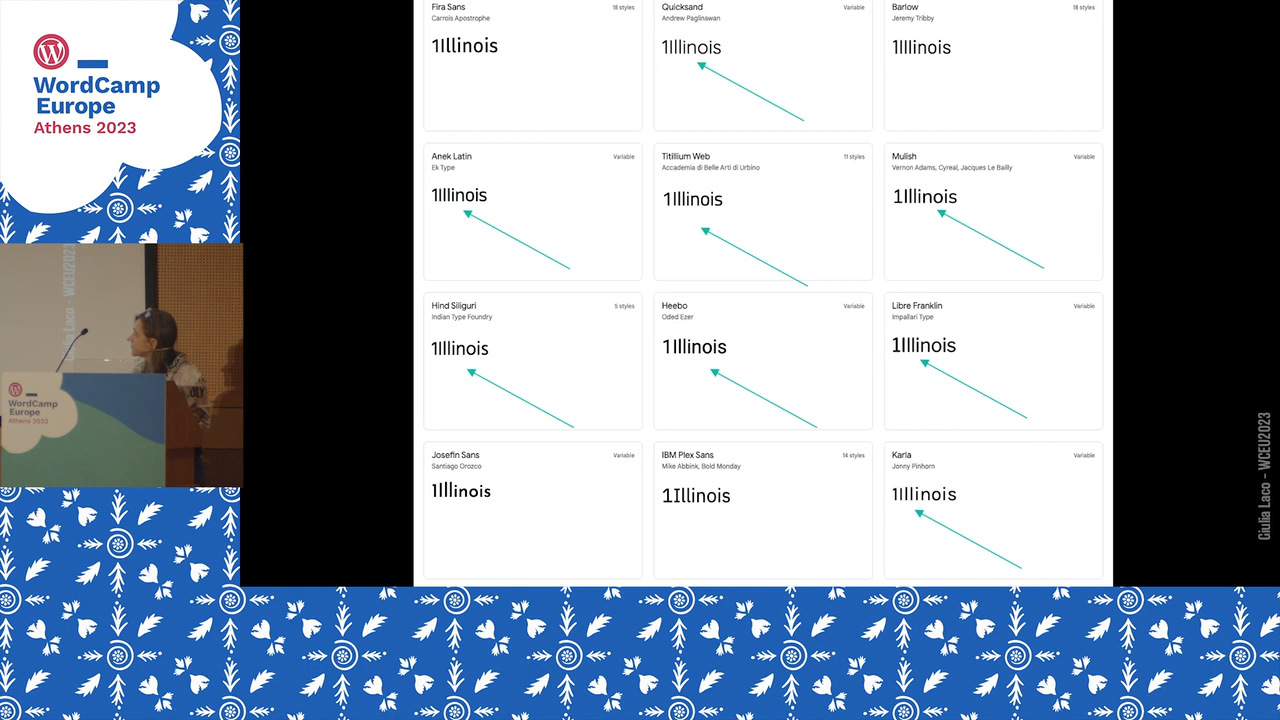 WordCamp
Europe
Athens 2023
Fira Sans
18 styles
Carrois Apostrophe
1Illinois
Quicksand
Variable
Andrew Paglinawan
1Illinois
Barlow
18 styles
Jeremy Tribby
1Illinois
Anek Latin
Variable
Ek Type
1Illinois
Titillium Web
11 styles
Accademia di Belle Arti di Urbino
1Illinois
Mulish
Variable
Vernon Adams, Cyreal, Jacques Le Bailly
1Illinois
Hind Siliguri
5 styles
Indian Type Foundry
1Illinois
Heebo
Variable
Oded Ezer
1Illinois
Libre Franklin
Variable
Impallari Type
1Illinois
Josefin Sans
Variable
Santiago Orozco
1Illinois
IBM Plex Sans
14 styles
Mike Abbink, Bold Monday
1Illinois
Karla
Variable
Jonny Pinhorn
1Illinois
Giulia Laco - WCEU2023
Giulia Laco - WCEU2023
WordCamp
Europe
Athens 2023